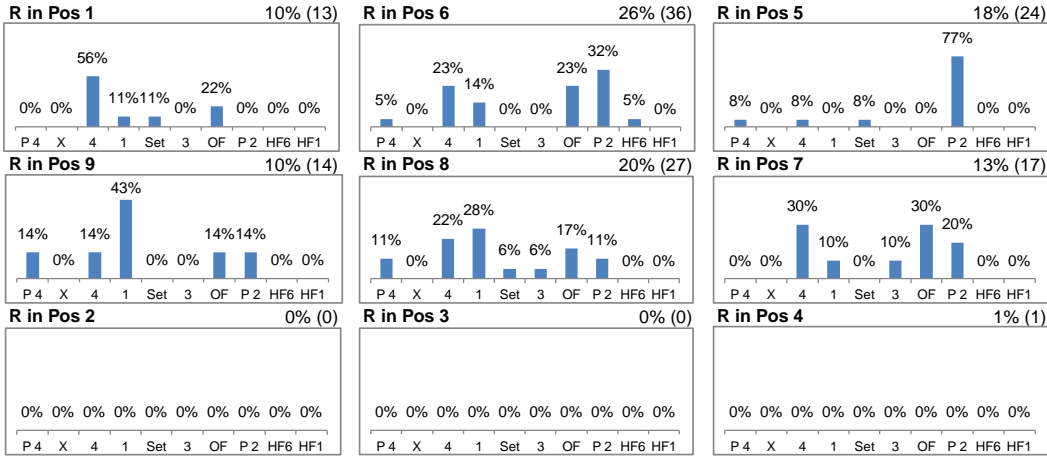 R in Pos 1 10% (13)
56%
22%
11% 11%
0% 0% 0% 0% 0% 0%
P 4 X 4 1 Set 3 OF P 2 HF6 HF1
R in Pos 6 26% (36)
32%
23% 23%
14%
5% 0% 0% 0% 5% 0%
P 4 X 4 1 Set 3 OF P 2 HF6 HF1
R in Pos 5 18% (24)
77%
8% 0% 8% 0% 8% 0% 0% 0% 0%
P 4 X 4 1 Set 3 OF P 2 HF6 HF1
R in Pos 9 10% (14)
43%
14% 14% 14% 14%
0% 0% 0% 0% 0%
P 4 X 4 1 Set 3 OF P 2 HF6 HF1
R in Pos 8 20% (27)
28%
22% 17%
11% 11%
0% 6% 6% 0% 0%
P 4 X 4 1 Set 3 OF P 2 HF6 HF1
R in Pos 7 13% (17)
30% 30%
20%
10% 10%
0% 0% 0% 0% 0%
P 4 X 4 1 Set 3 OF P 2 HF6 HF1
R in Pos 2 0% (0)
0% 0% 0% 0% 0% 0% 0% 0% 0% 0%
P 4 X 4 1 Set 3 OF P 2 HF6 HF1
R in Pos 3 0% (0)
0% 0% 0% 0% 0% 0% 0% 0% 0% 0%
P 4 X 4 1 Set 3 OF P 2 HF6 HF1
R in Pos 4 1% (1)
0% 0% 0% 0% 0% 0% 0% 0% 0% 0%
P 4 X 4 1 Set 3 OF P 2 HF6 HF1